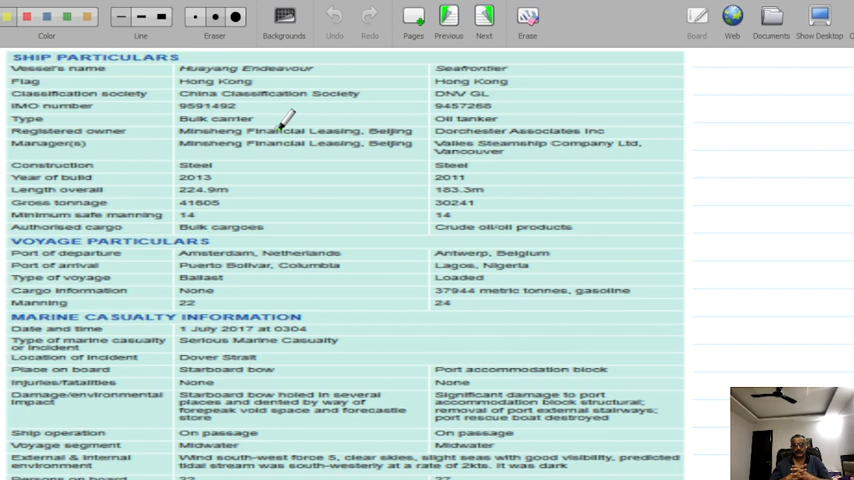 Color Line Eraser Backgrounds Undo Redo Pages Previous Next Erase Board Web Documents Show Desktop
SHIP PARTICULARS
Vessel's name Huayang Endeavour Seafrontier
Flag Hong Kong Hong Kong
Classification society China Classification Society DNV GL
IMO number 9591492 9457268
Type Bulk carrier Oil tanker
Registered owner Minsheng Financial Leasing, Beijing Dorchester Associates Inc
Manager(s) Minsheng Financial Leasing, Beijing Valles Steamship Company Ltd,
Vancouver
Construction Steel Steel
Year of build 2013 2011
Length overall 224.9m 183.3m
Gross tonnage 41605 30241
Minimum safe manning 14 14
Authorised cargo Bulk cargoes Crude oil/oil products
VOYAGE PARTICULARS
Port of departure Amsterdam, Netherlands Antwerp, Belgium
Port of arrival Puerto Bolivar, Columbia Lagos, Nigeria
Type of voyage Ballast Loaded
Cargo information None 37944 metric tonnes, gasoline
Manning 22 24
MARINE CASUALTY INFORMATION
Date and time 1 July 2017 at 0304
Type of marine casualty Serious Marine Casualty
or incident
Location of incident Dover Strait
Place on board Starboard bow Port accommodation block
Injuries/fatalities None None
Damage/environmental Starboard bow holed in several Significant damage to port
impact places and dented by way of accommodation block structural;
forepeak void space and forecastle removal of port external stairways;
store port rescue boat destroyed
Ship operation On passage On passage
Voyage segment Midwater Midwater
External & internal Wind south-west force 5, clear skies, slight seas with good visibility, predicted
environment tidal stream was south-westerly at a rate of 2kts. It was dark
Persons on board 22 27